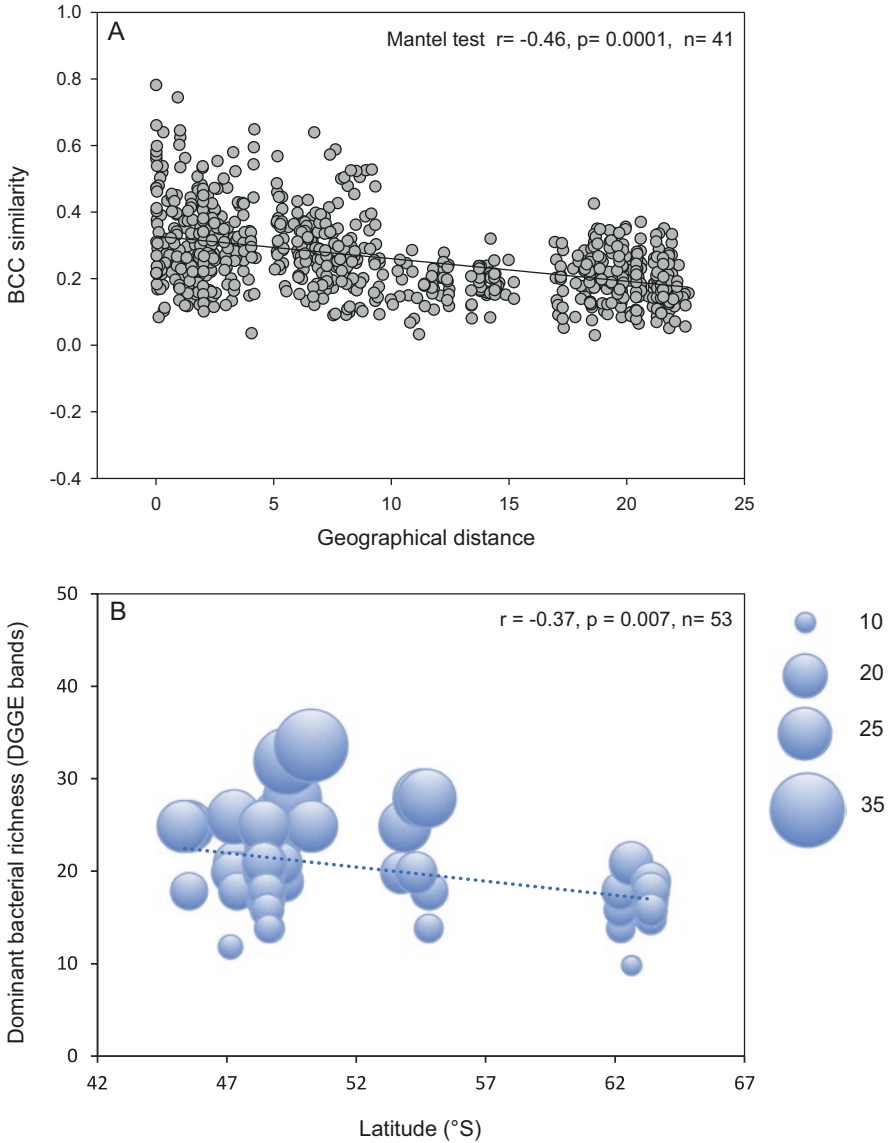 A
Mantel test r= -0.46, p= 0.0001, n= 41
BCC similarity
1.0
0.8
0.6
0.4
0.2
0.0
-0.2
-0.4
0 5 10 15 20 25
Geographical distance
B
r = -0.37, p = 0.007, n= 53
Dominant bacterial richness (DGGE bands)
50
40
30
20
10
0
42 47 52 57 62 67
Latitude (°S)
10
20
25
35